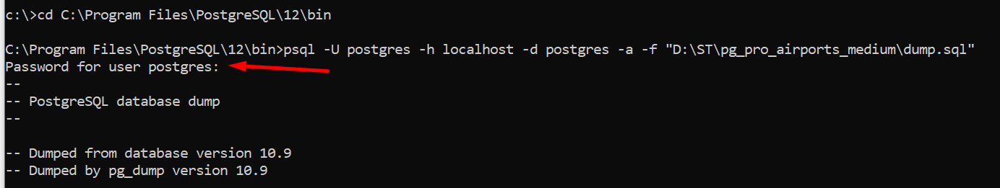 c:\>cd C:\Program Files\PostgreSQL\12\bin
C:\Program Files\PostgreSQL\12\bin>psql -U postgres -h localhost -d postgres -a -f "D:\ST\pg_pro_airports_medium\dump.sql"
Password for user postgres:
--
-- PostgreSQL database dump
--
-- Dumped from database version 10.9
-- Dumped by pg_dump version 10.9